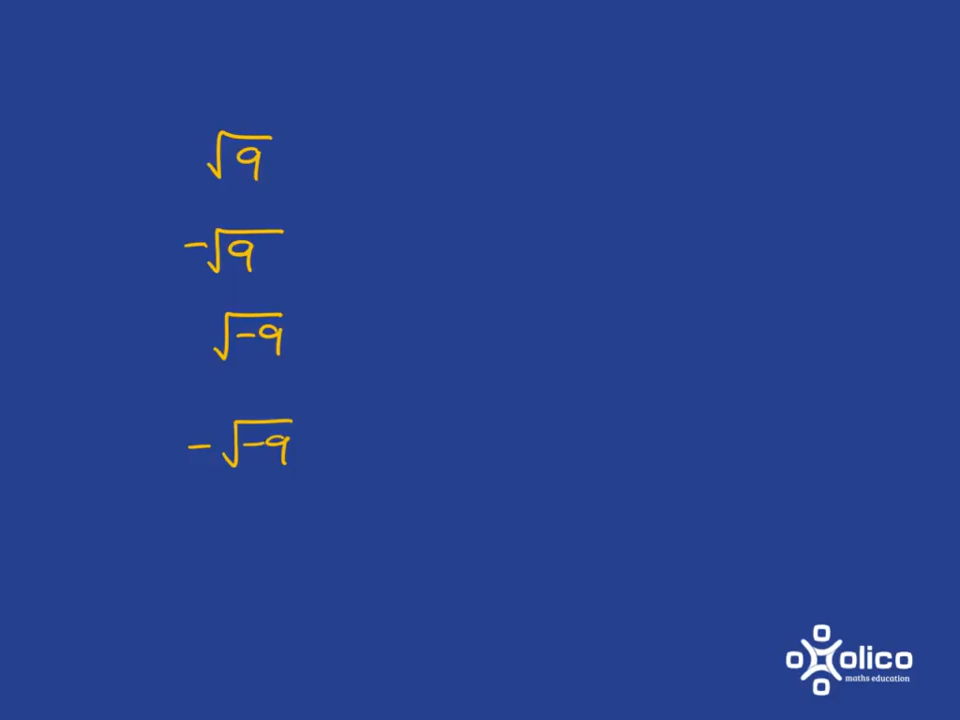 √9
-√9
√-9
- √-9
olico
maths education